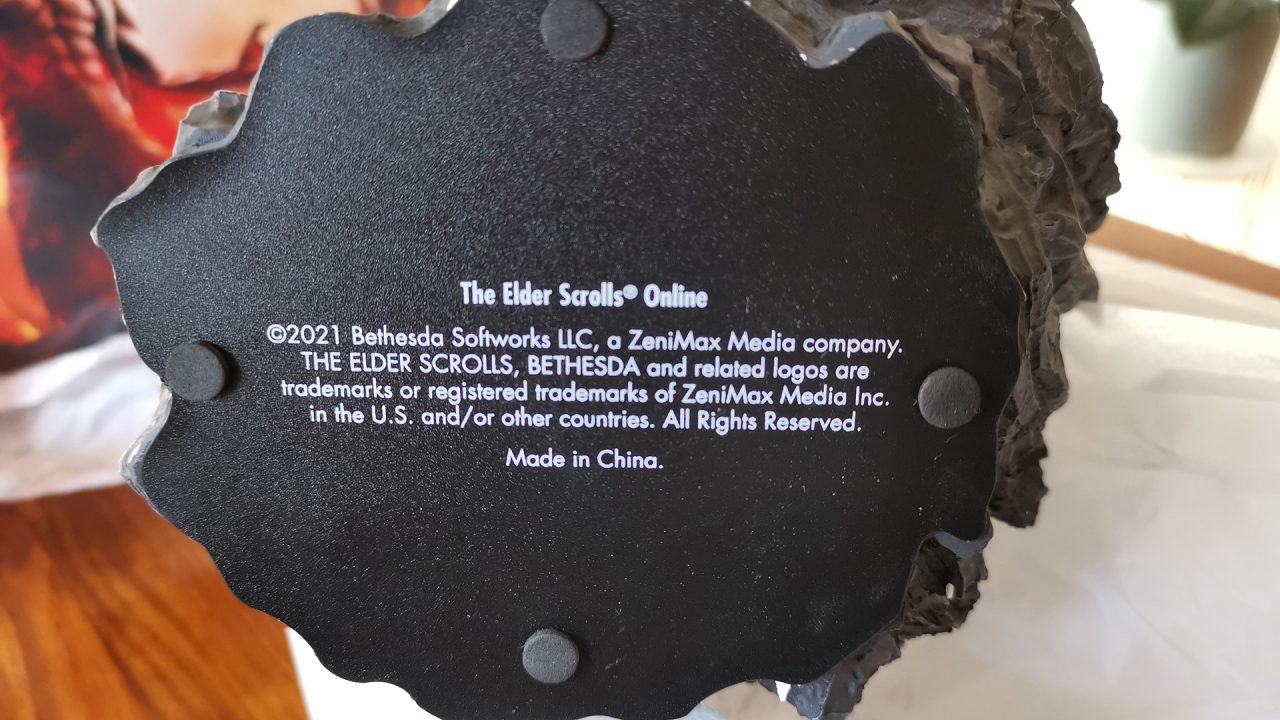 The Elder Scrolls® Online
©2021 Bethesda Softworks LLC, a ZeniMax Media company.
THE ELDER SCROLLS, BETHESDA and related logos are
trademarks or registered trademarks of ZeniMax Media Inc.
in the U.S. and/or other countries. All Rights Reserved.
Made in China.